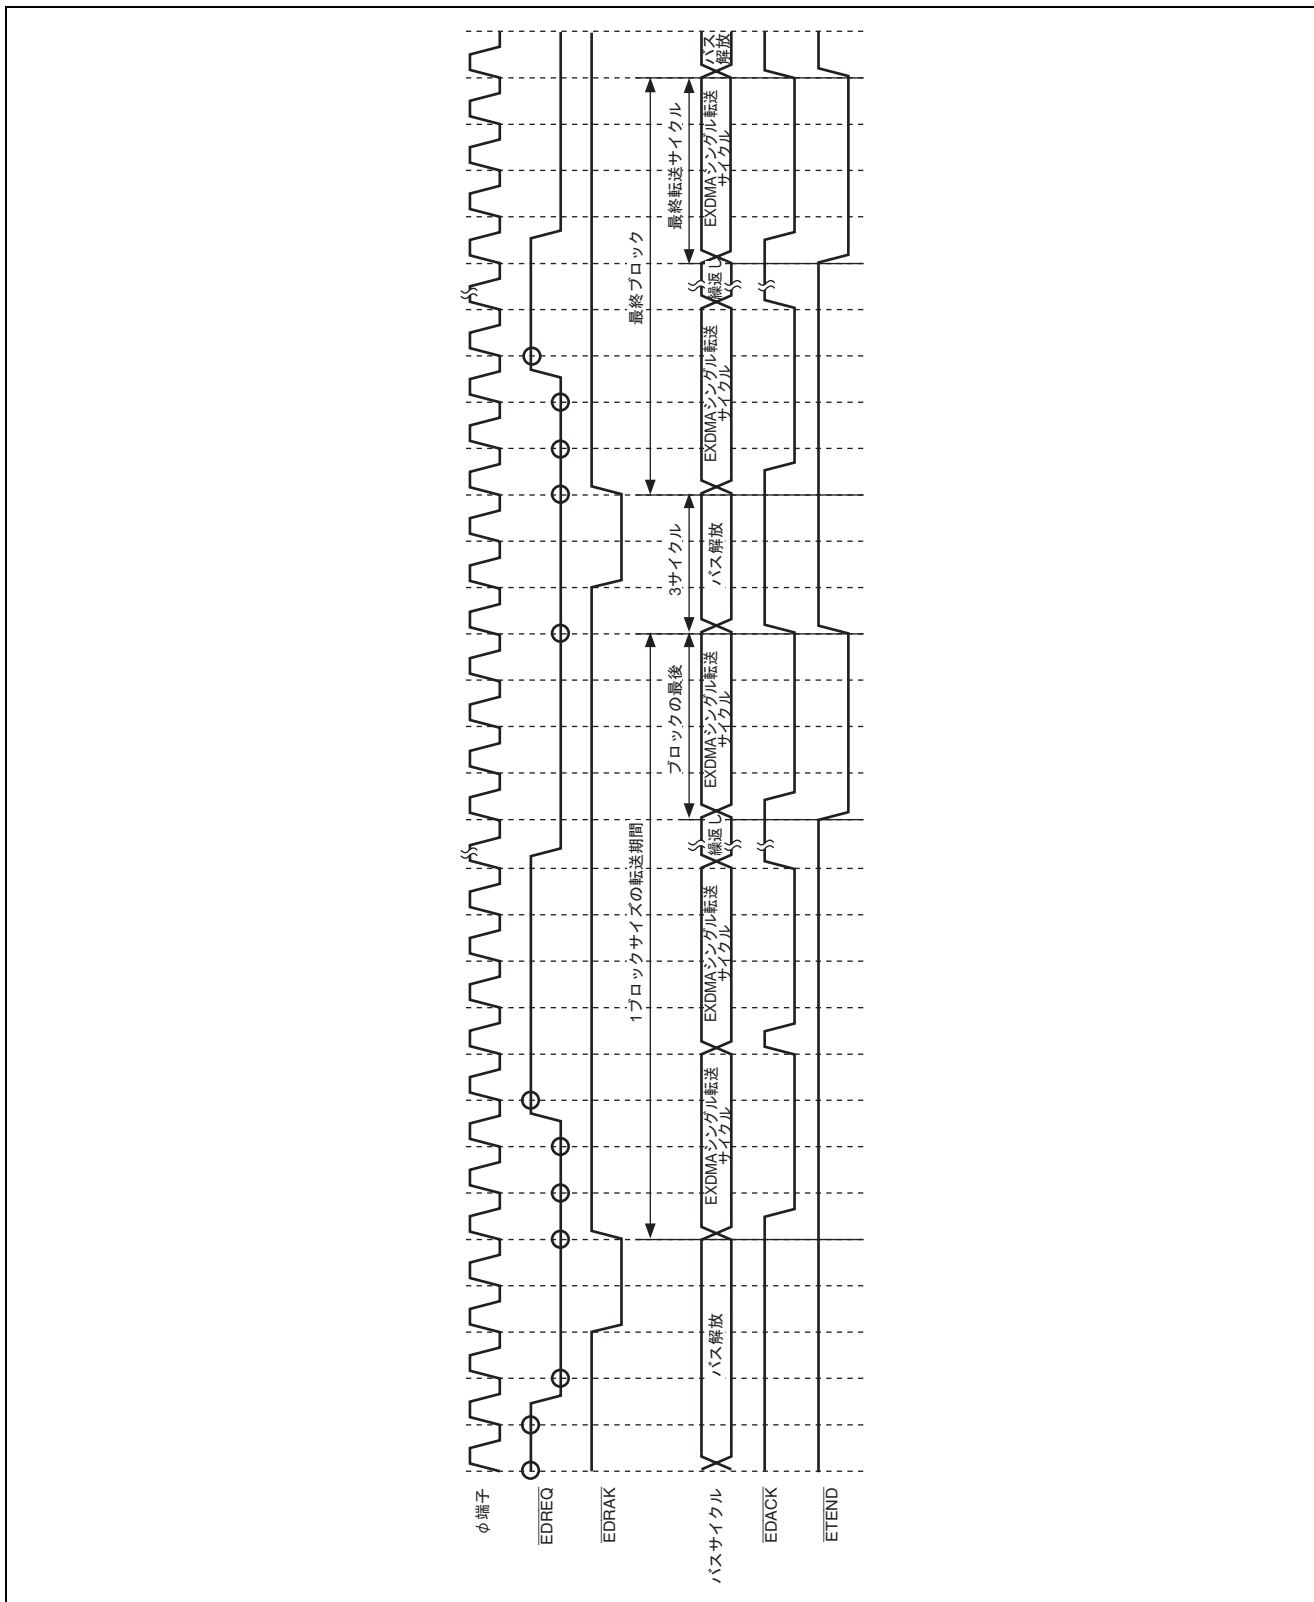 φ端子
EDREQ
EDRAK
1ブロックサイズの転送期間
最終ブロック
ブロックの最後
3サイクル
最終転送サイクル
バスサイクル
バス解放
EXDMAシングル転送
サイクル
EXDMAシングル転送
サイクル
繰返し
EXDMAシングル転送
サイクル
バス解放
EXDMAシングル転送
サイクル
繰返し
EXDMAシングル転送
サイクル
バス
解放
EDACK
ETEND